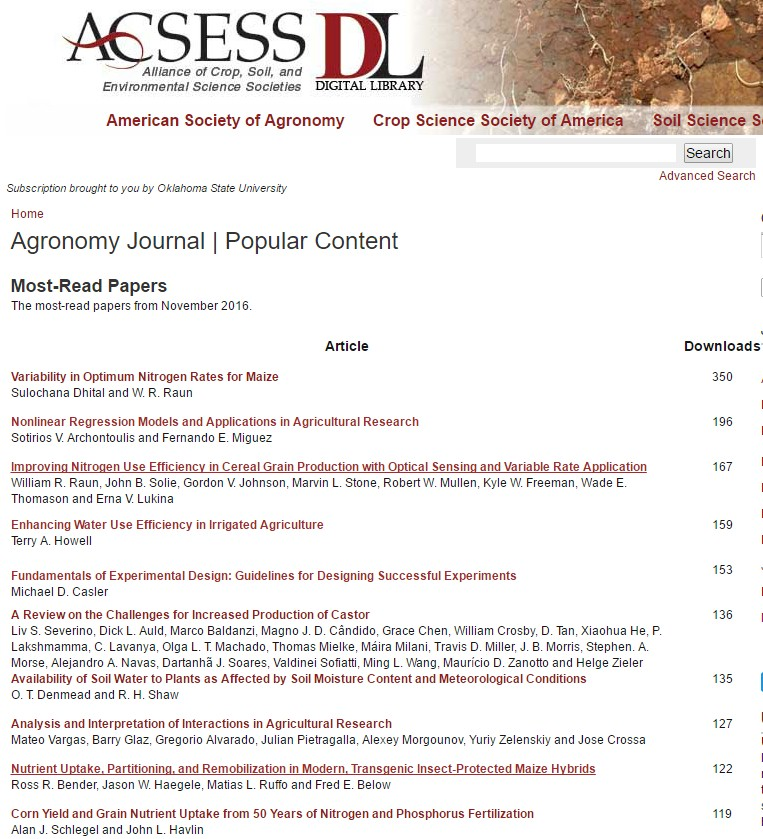 ACSESS DL
Alliance of Crop, Soil, and
Environmental Science Societies
DIGITAL LIBRARY
American Society of Agronomy Crop Science Society of America Soil Science S
Search
Advanced Search
Subscription brought to you by Oklahoma State University
Home
Agronomy Journal | Popular Content
Most-Read Papers
The most-read papers from November 2016.
Article Downloads
Variability in Optimum Nitrogen Rates for Maize 350
Sulochana Dhital and W. R. Raun
Nonlinear Regression Models and Applications in Agricultural Research 196
Sotirios V. Archontoulis and Fernando E. Miguez
Improving Nitrogen Use Efficiency in Cereal Grain Production with Optical Sensing and Variable Rate Application 167
William R. Raun, John B. Solie, Gordon V. Johnson, Marvin L. Stone, Robert W. Mullen, Kyle W. Freeman, Wade E.
Thomason and Erna V. Lukina
Enhancing Water Use Efficiency in Irrigated Agriculture 159
Terry A. Howell
Fundamentals of Experimental Design: Guidelines for Designing Successful Experiments 153
Michael D. Casler
A Review on the Challenges for Increased Production of Castor 136
Liv S. Severino, Dick L. Auld, Marco Baldanzi, Magno J. D. Cândido, Grace Chen, William Crosby, D. Tan, Xiaohua He, P.
Lakshmamma, C. Lavanya, Olga L. T. Machado, Thomas Mielke, Máira Milani, Travis D. Miller, J. B. Morris, Stephen. A.
Morse, Alejandro A. Navas, Dartanhã J. Soares, Valdinei Sofiatti, Ming L. Wang, Maurício D. Zanotto and Helge Zieler
Availability of Soil Water to Plants as Affected by Soil Moisture Content and Meteorological Conditions 135
O. T. Denmead and R. H. Shaw
Analysis and Interpretation of Interactions in Agricultural Research 127
Mateo Vargas, Barry Glaz, Gregorio Alvarado, Julian Pietragalla, Alexey Morgounov, Yuriy Zelenskiy and Jose Crossa
Nutrient Uptake, Partitioning, and Remobilization in Modern, Transgenic Insect-Protected Maize Hybrids 122
Ross R. Bender, Jason W. Haegele, Matias L. Ruffo and Fred E. Below
Corn Yield and Grain Nutrient Uptake from 50 Years of Nitrogen and Phosphorus Fertilization 119
Alan J. Schlegel and John L. Havlin